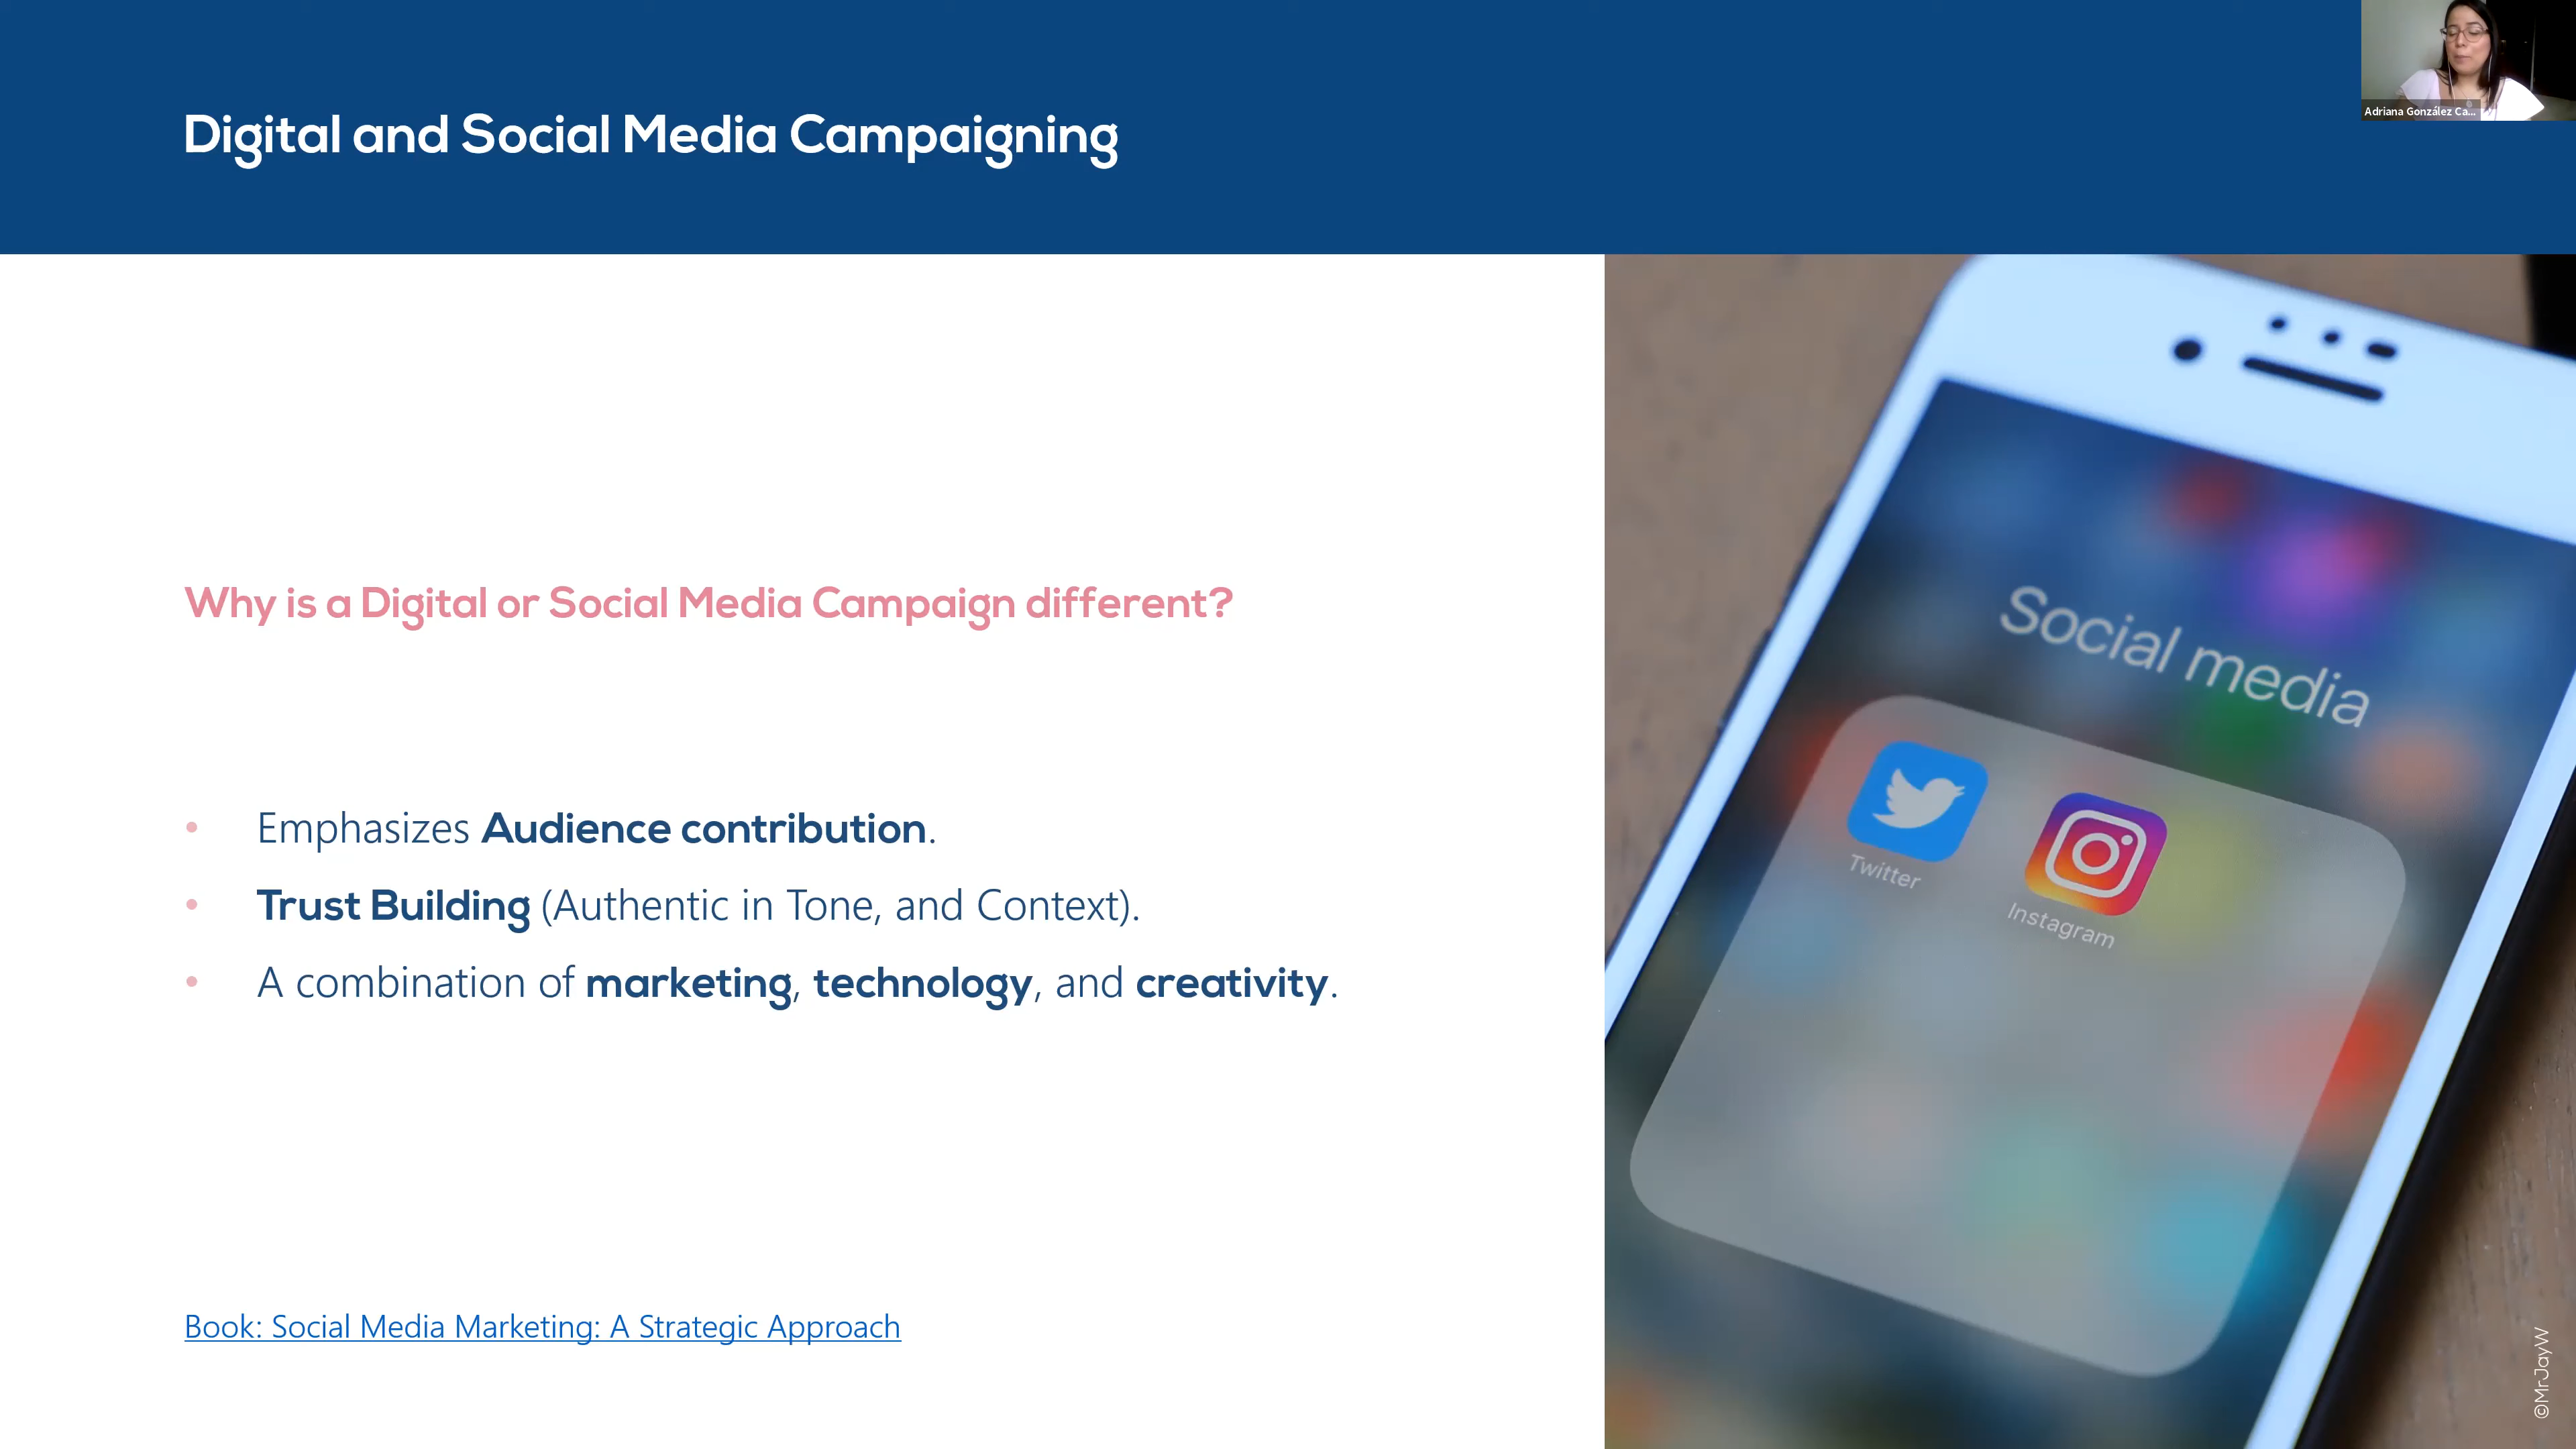 Digital and Social Media Campaigning
Adriana González Ca...
Why is a Digital or Social Media Campaign different?
• Emphasizes Audience contribution.
• Trust Building (Authentic in Tone, and Context).
• A combination of marketing, technology, and creativity.
Book: Social Media Marketing: A Strategic Approach
Social media
Twitter
Instagram
©MrJayW